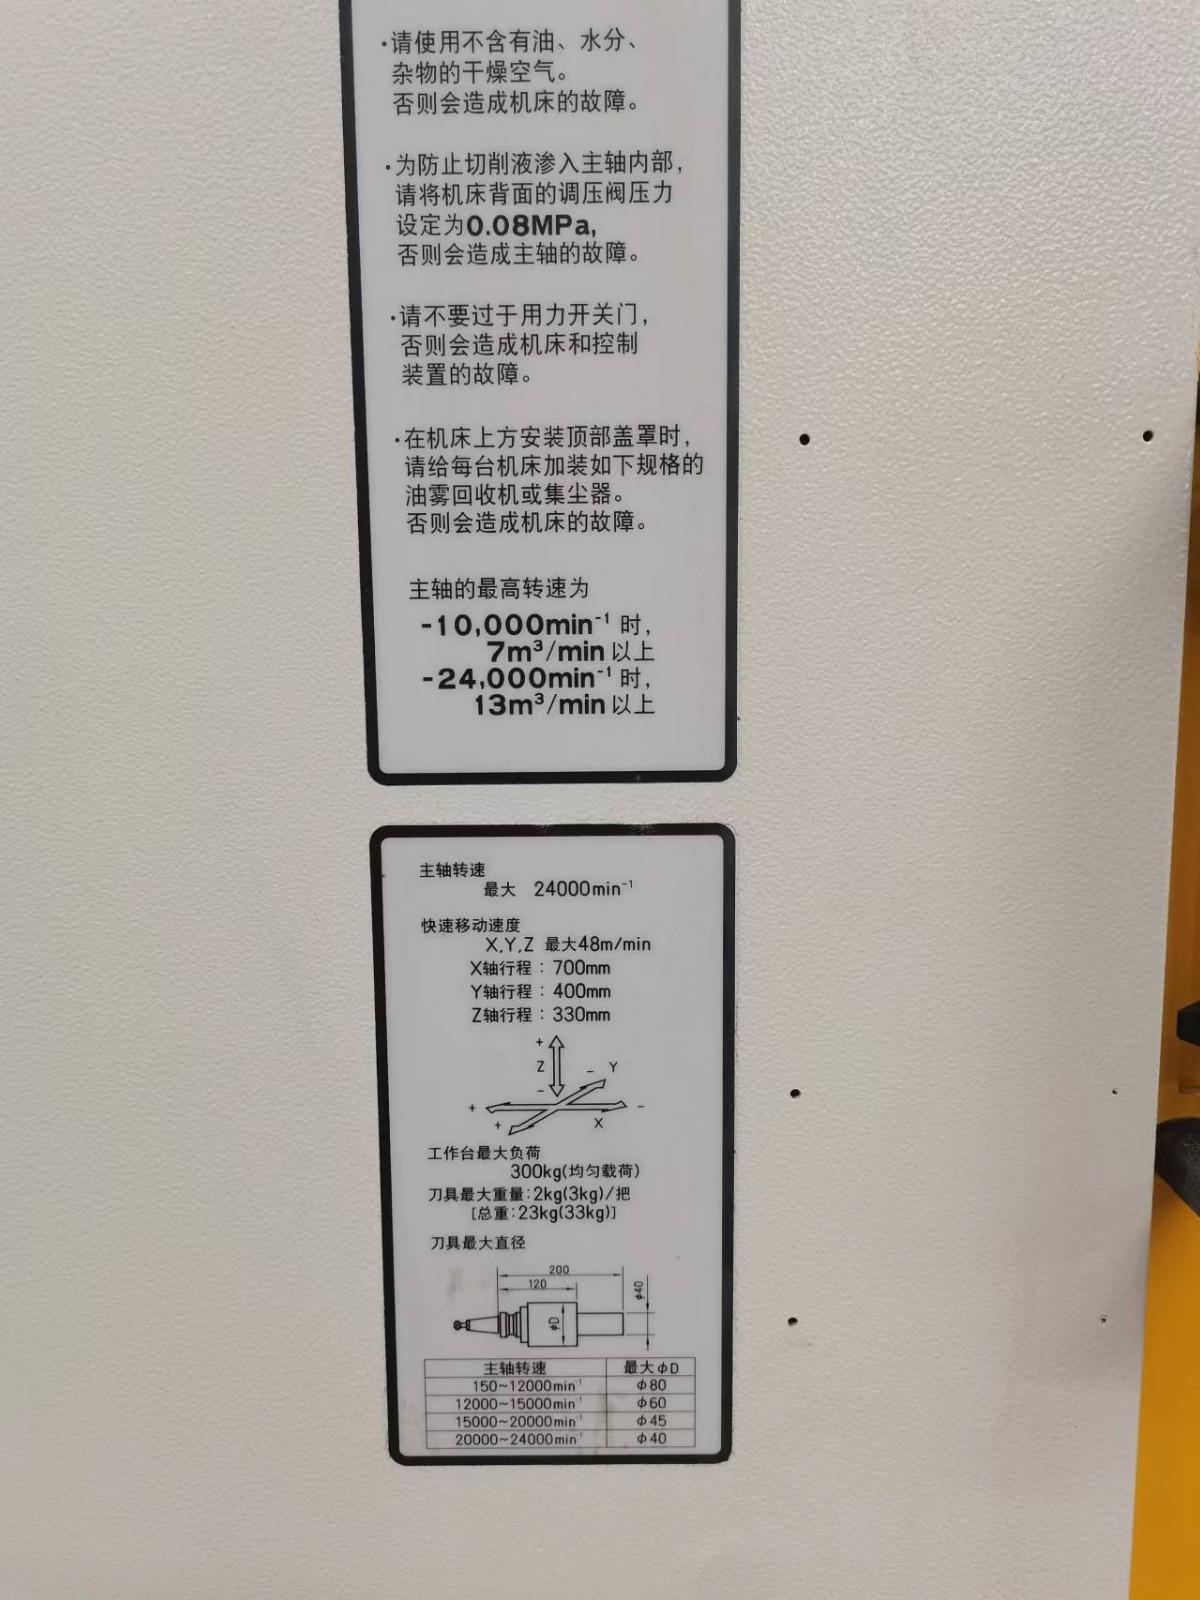 ·请使用不含有油、水分、
杂物的干燥空气。
否则会造成机床的故障。
·为防止切削液渗入主轴内部，
请将机床背面的调压阀压力
设定为0.08MPa,
否则会造成主轴的故障。
·请不要过于用力开关门，
否则会造成机床和控制
装置的故障。
·在机床上方安装顶部盖罩时，
请给每台机床加装如下规格的
油雾回收机或集尘器。
否则会造成机床的故障。
主轴的最高转速为
-10,000min⁻¹ 时，
7m³/min 以上
-24,000min⁻¹ 时，
13m³/min 以上
主轴转速
最大 24000min⁻¹
快速移动速度
X,Y,Z 最大48m/min
X轴行程：700mm
Y轴行程：400mm
Z轴行程：330mm
+
Z
- Y
-
+ -
+ X
工作台最大负荷
300kg(均匀载荷)
刀具最大重量:2kg(3kg)/把
[总重:23kg(33kg)]
刀具最大直径
200
120
φ40
φD
主轴转速 最大φD
150~12000min⁻¹ φ80
12000~15000min⁻¹ φ60
15000~20000min⁻¹ φ45
20000~24000min⁻¹ φ40